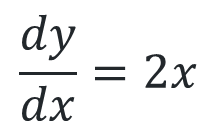 dy/dx = 2x